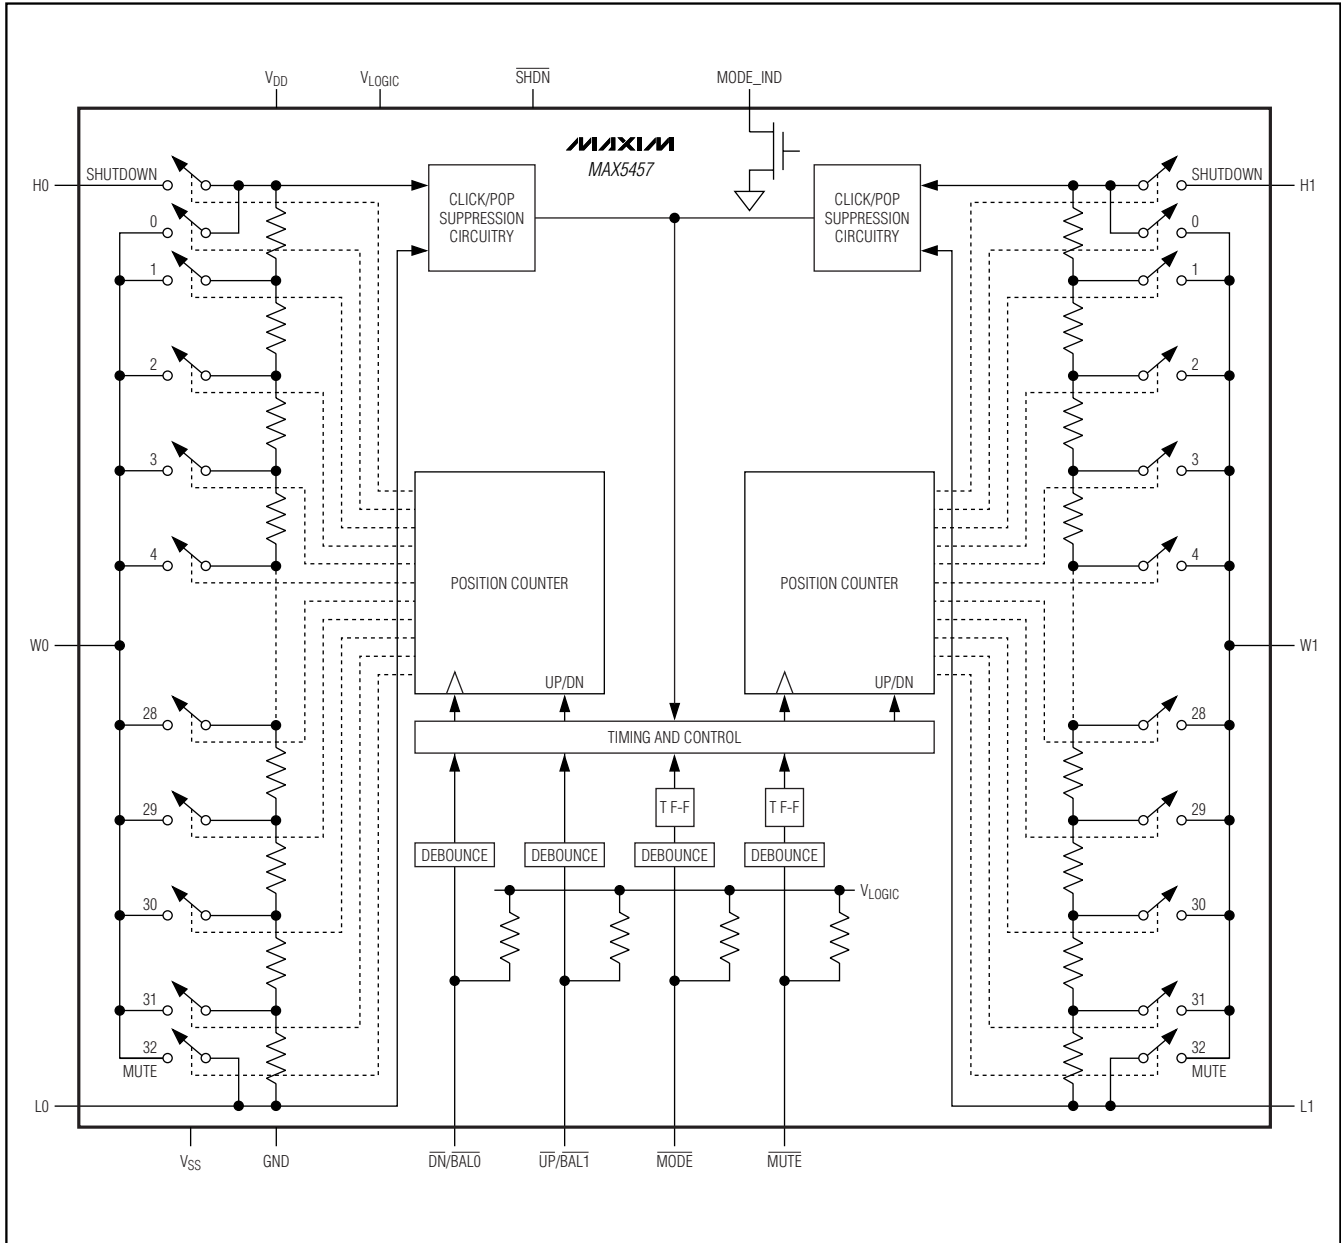 VDD VLOGIC SHDN MODE_IND
MAXIM
MAX5457
H0 SHUTDOWN
0
1
2
3
4
W0
28
29
30
31
32
MUTE
L0
CLICK/POP
SUPPRESSION
CIRCUITRY
CLICK/POP
SUPPRESSION
CIRCUITRY
POSITION COUNTER
UP/DN
POSITION COUNTER
UP/DN
TIMING AND CONTROL
T F-F T F-F
DEBOUNCE DEBOUNCE DEBOUNCE DEBOUNCE
VLOGIC
SHUTDOWN H1
0
1
2
3
4
W1
28
29
30
31
32
MUTE
L1
VSS GND DN/BAL0 UP/BAL1 MODE MUTE